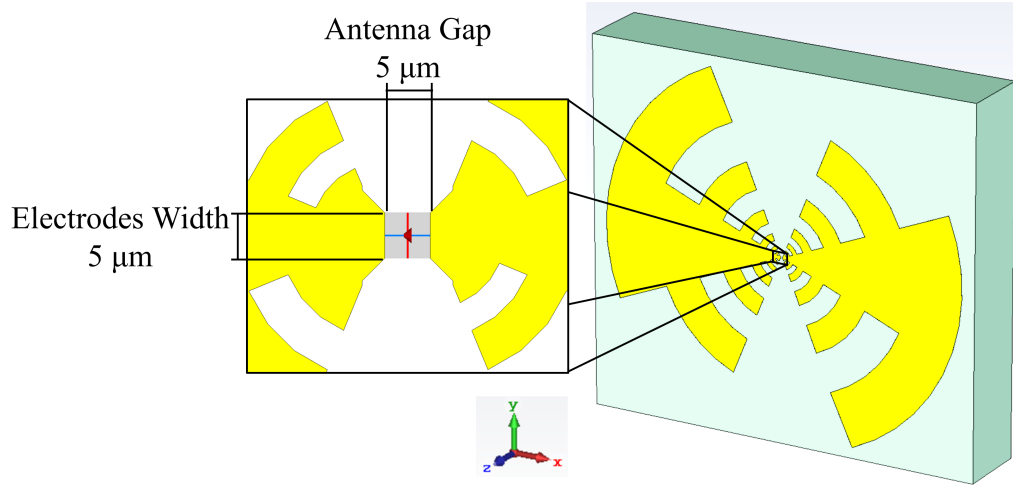 Antenna Gap
5 μm
Electrodes Width
5 μm
y
z
x